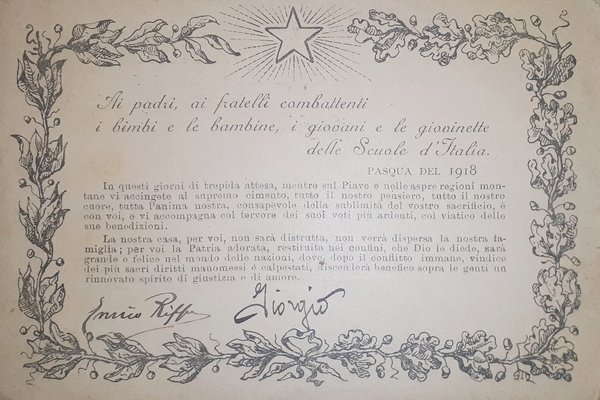 Ai padri, ai fratelli combattenti
i bimbi e le bambine, i giovani e le giovinette
delle Scuole d'Italia.
PASQUA DEL 1918
In questi giorni di trepida attesa, mentre sul Piave e nelle aspre regioni mon-
tane vi accingete al supremo cimento, tutto il nostro pensiero, tutto il nostro
cuore, tutta l'anima nostra, consapevole della sublimità del vostro sacrificio, è
con voi, e vi accompagna col fervore dei suoi voti più ardenti, col viatico delle
sue benedizioni.
La nostra casa, per voi, non sarà distrutta, non verrà dispersa la nostra fa-
miglia; per voi la Patria adorata, restituita nei confini, che Dio le diede, sarà
grande e felice nel mondo delle nazioni, dove, dopo il conflitto immane, vindice
dei più sacri diritti manomessi e calpestati, discenderà benefico sopra le genti un
rinnovato spirito di giustizia e di amore.
Enrico Giorgio